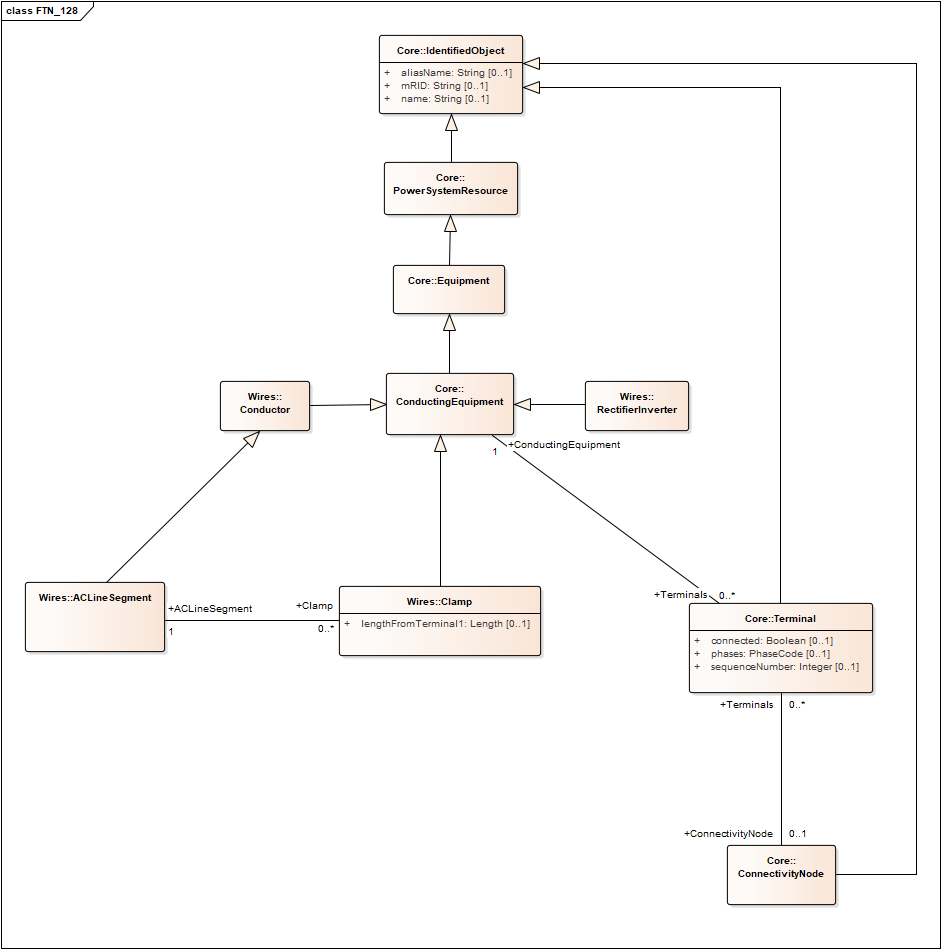 class FTN_128
Core::IdentifiedObject
+ aliasName: String [0..1]
+ mRID: String [0..1]
+ name: String [0..1]
Core::
PowerSystemResource
Core::Equipment
Wires::
Conductor
Core::
ConductingEquipment
Wires::
RectifierInverter
+ConductingEquipment
1
Wires::ACLineSegment
+ACLineSegment
1
+Clamp
0..*
Wires::Clamp
+ lengthFromTerminal1: Length [0..1]
+Terminals
0..*
Core::Terminal
+ connected: Boolean [0..1]
+ phases: PhaseCode [0..1]
+ sequenceNumber: Integer [0..1]
+Terminals
0..*
+ConnectivityNode
0..1
Core::
ConnectivityNode